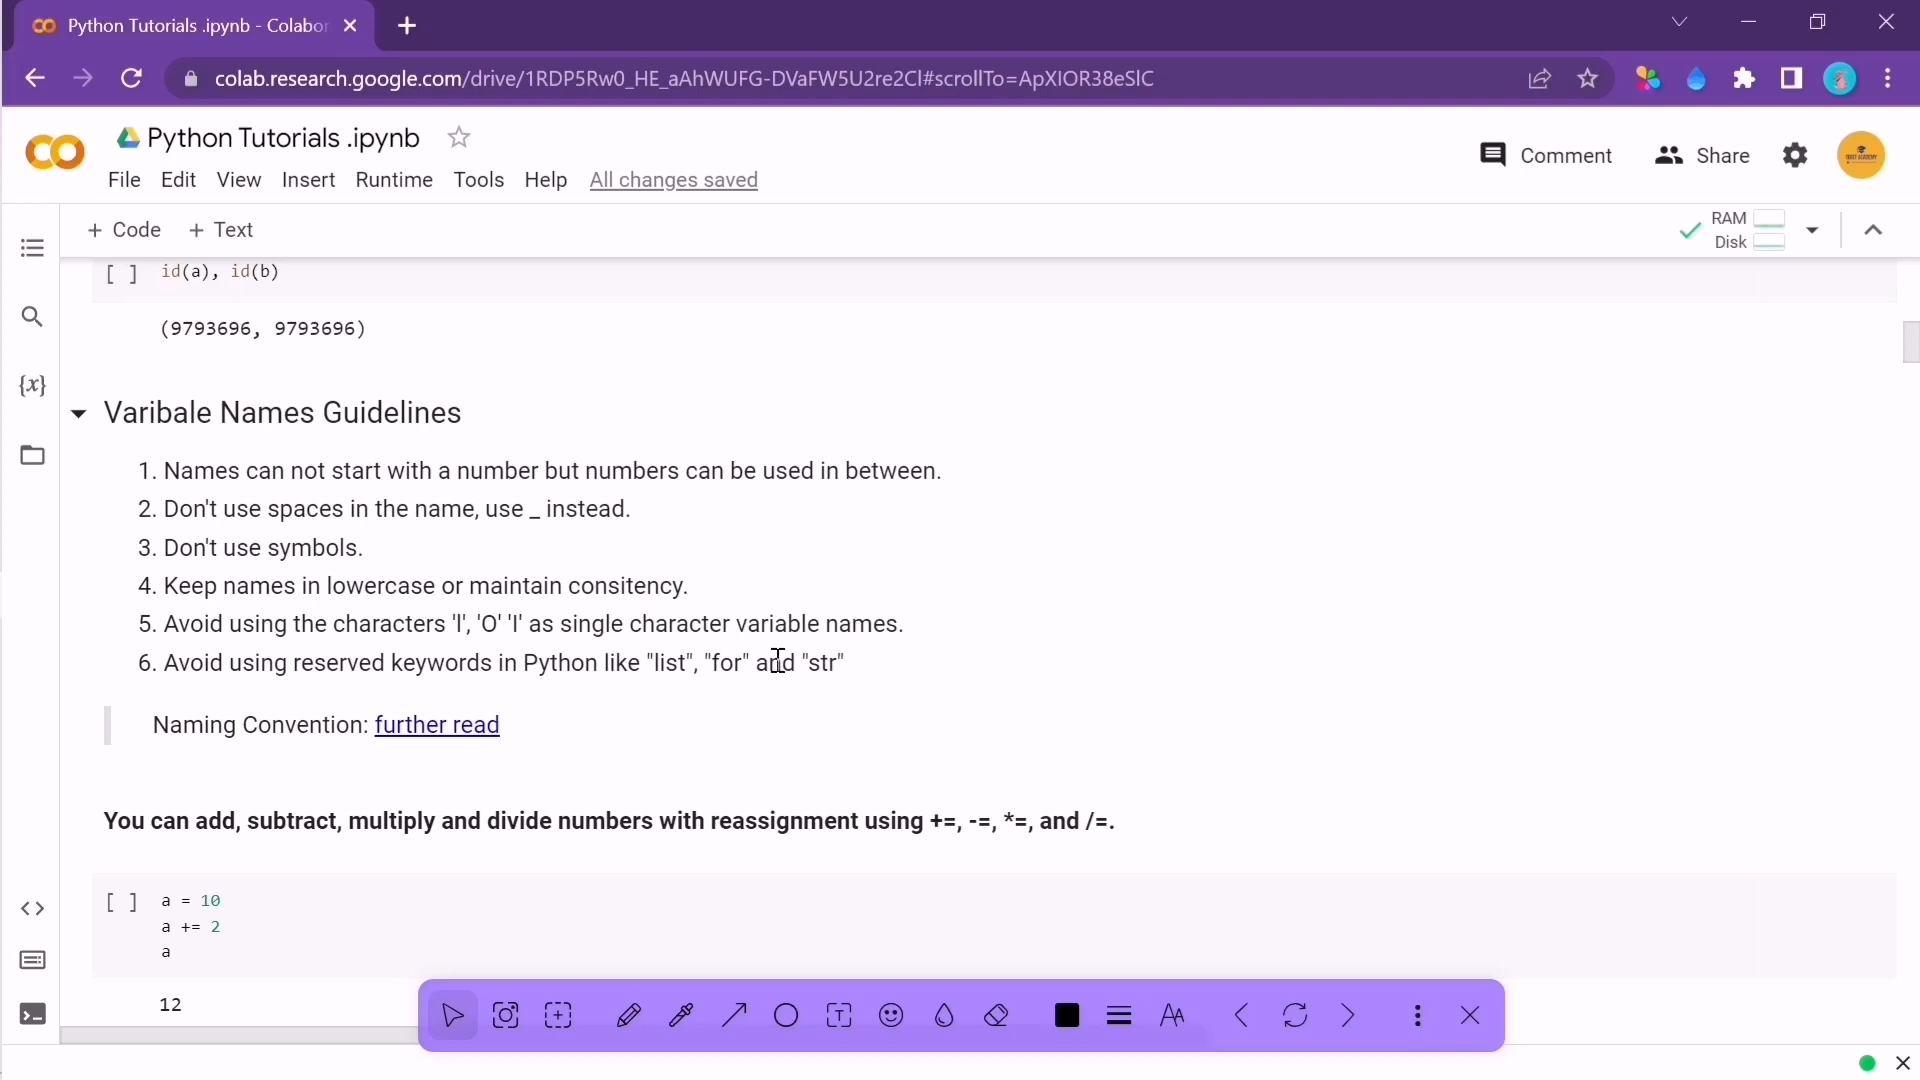 Python Tutorials .ipynb - Colabor
colab.research.google.com/drive/1RDP5Rw0_HE_aAhWUFG-DVaFW5U2re2Cl#scrollTo=ApXIOR38eSlC
Python Tutorials .ipynb
Comment
Share
File Edit View Insert Runtime Tools Help All changes saved
+ Code + Text
RAM
Disk
[ ] id(a), id(b)
(9793696, 9793696)
{x}
Varibale Names Guidelines
1. Names can not start with a number but numbers can be used in between.
2. Don't use spaces in the name, use _ instead.
3. Don't use symbols.
4. Keep names in lowercase or maintain consitency.
5. Avoid using the characters 'l', 'O' 'I' as single character variable names.
6. Avoid using reserved keywords in Python like "list", "for" and "str"
Naming Convention: further read
You can add, subtract, multiply and divide numbers with reassignment using +=, -=, *=, and /=.
[ ] a = 10
a += 2
a
12